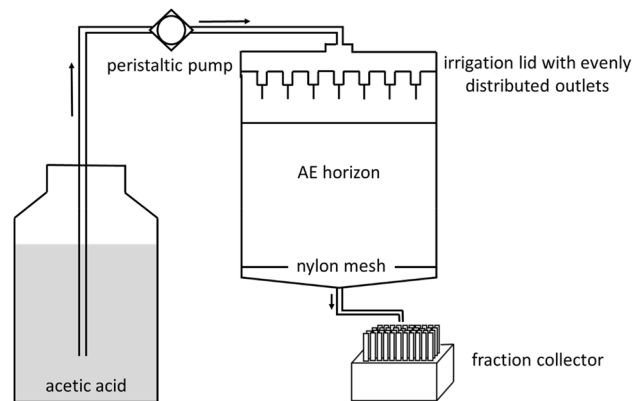 peristaltic pump
irrigation lid with evenly
distributed outlets
AE horizon
nylon mesh
acetic acid
fraction collector